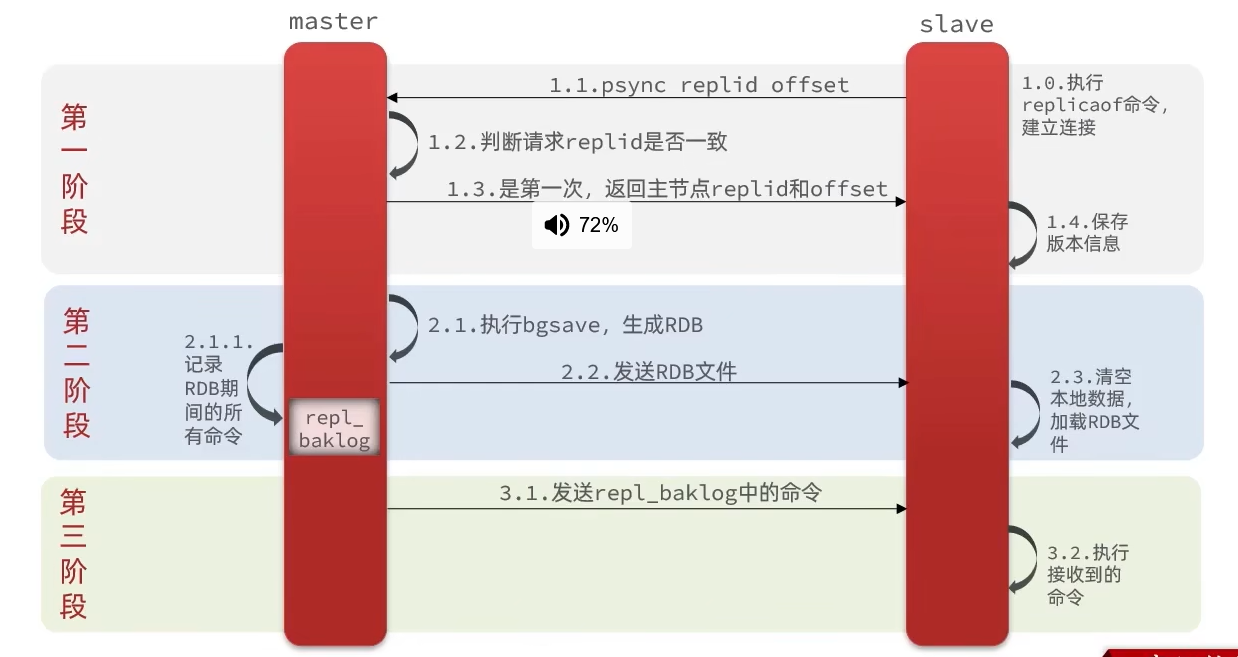 master
slave
第一阶段
1.0.执行
replicaof命令，
建立连接
1.1.psync replid offset
1.2.判断请求replid是否一致
1.3.是第一次，返回主节点replid和offset
72%
1.4.保存
版本信息
第二阶段
2.1.执行bgsave，生成RDB
2.1.1.
记录
RDB期
间的所
有命令
repl_
baklog
2.2.发送RDB文件
2.3.清空
本地数据，
加载RDB文
件
第三阶段
3.1.发送repl_baklog中的命令
3.2.执行
接收到的
命令